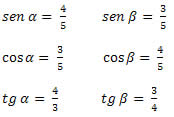 sen α = 4/5 sen β = 3/5
cos α = 3/5 cos β = 4/5
tg α = 4/3 tg β = 3/4